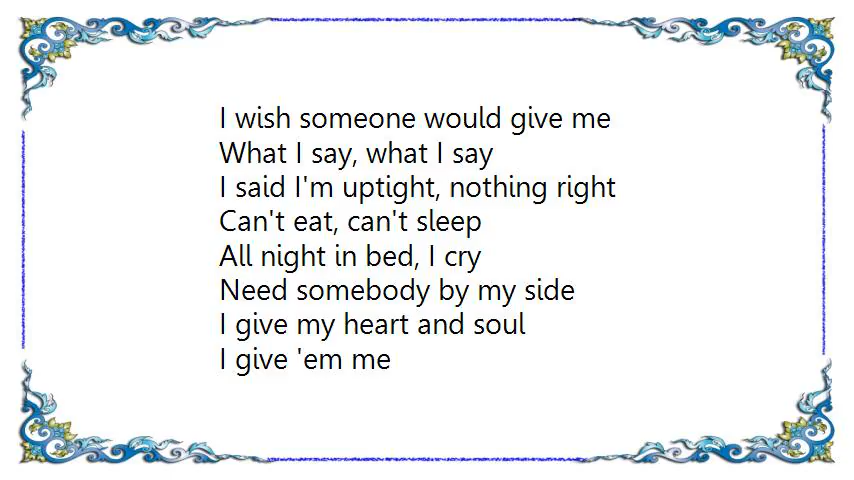 I wish someone would give me
What I say, what I say
I said I'm uptight, nothing right
Can't eat, can't sleep
All night in bed, I cry
Need somebody by my side
I give my heart and soul
I give 'em me